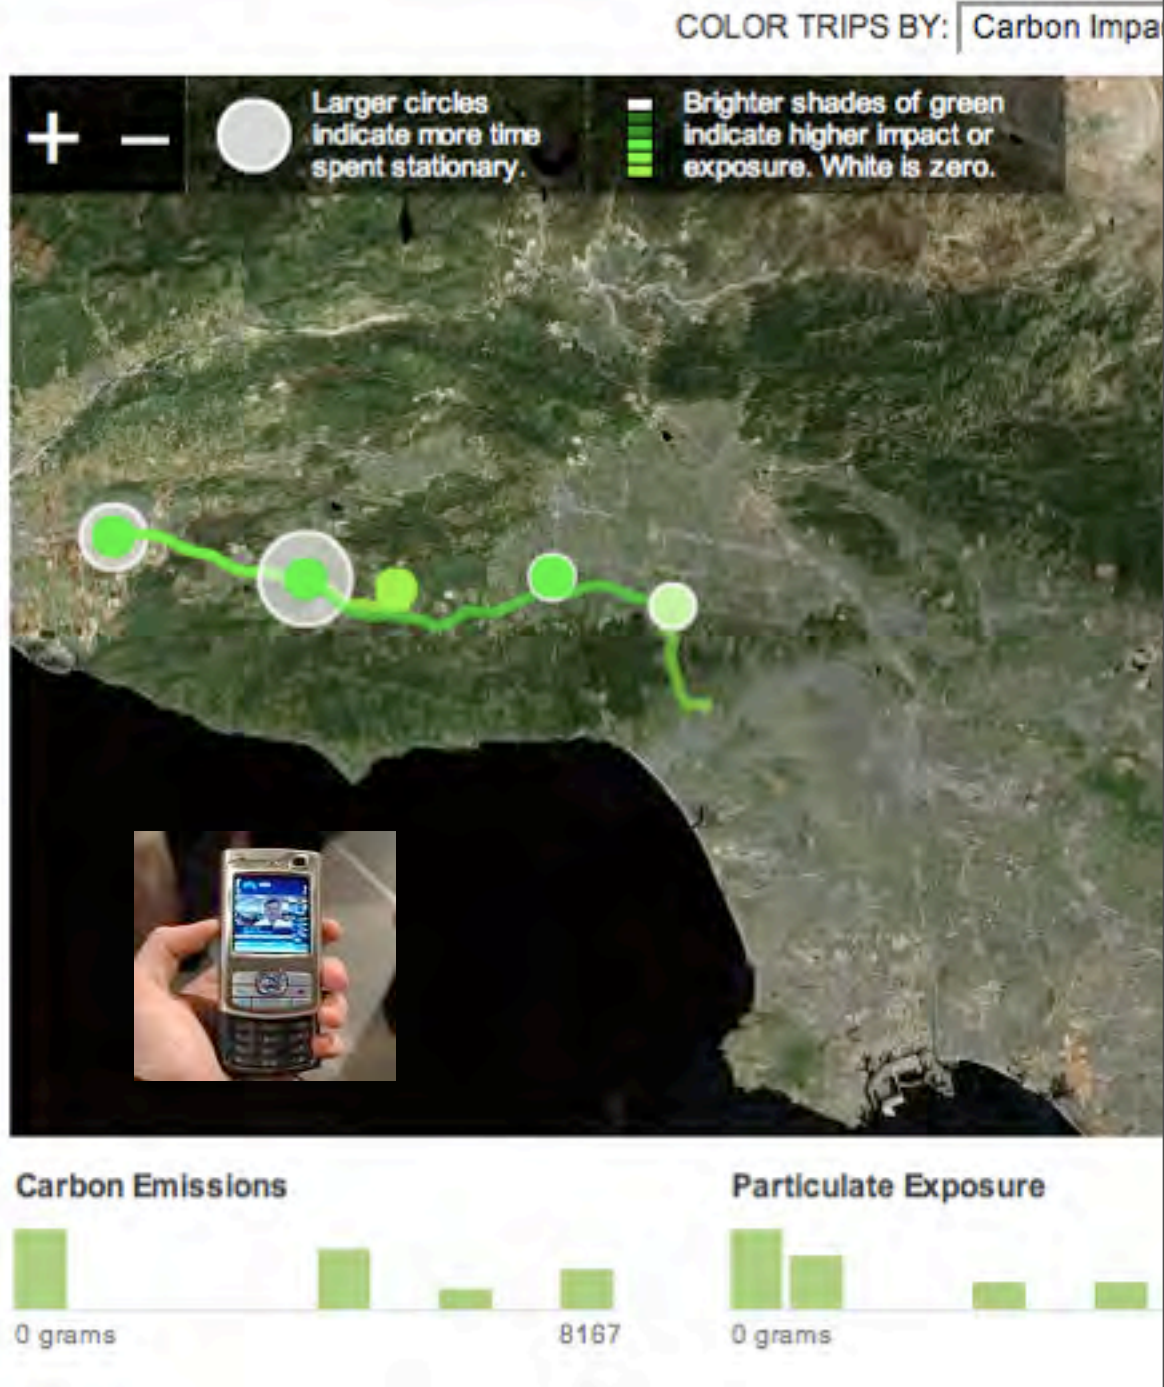 COLOR TRIPS BY: Carbon Impa
Larger circles
indicate more time
spent stationary.
Brighter shades of green
indicate higher impact or
exposure. White is zero.
Carbon Emissions
0 grams
8167
Particulate Exposure
0 grams